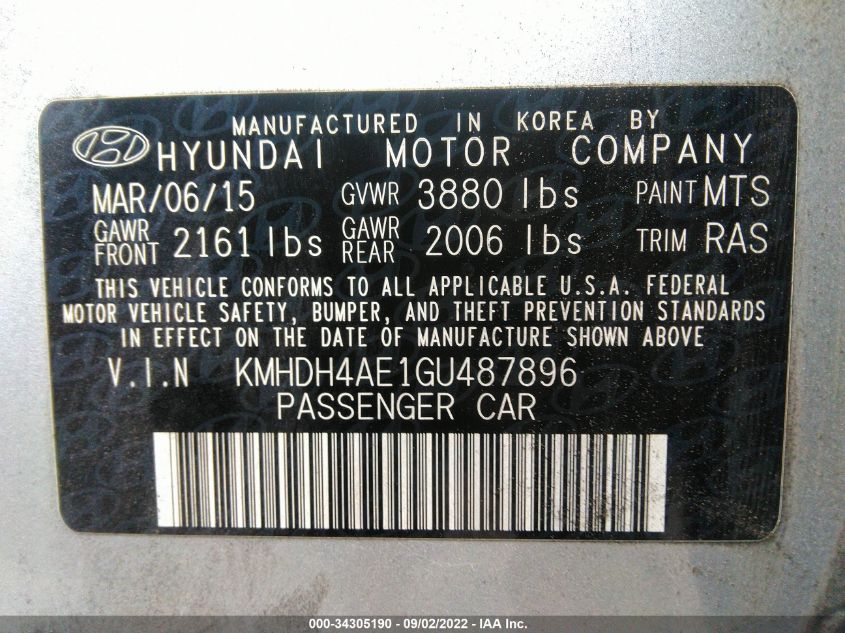 MANUFACTURED IN KOREA BY
HYUNDAI MOTOR COMPANY
MAR/06/15 GVWR 3880 lbs PAINT MTS
GAWR FRONT 2161 lbs GAWR REAR 2006 lbs TRIM RAS
THIS VEHICLE CONFORMS TO ALL APPLICABLE U.S.A. FEDERAL
MOTOR VEHICLE SAFETY, BUMPER, AND THEFT PREVENTION STANDARDS
IN EFFECT ON THE DATE OF MANUFACTURE SHOWN ABOVE
V.I.N KMHDH4AE1GU487896
PASSENGER CAR
000-34305190 - 09/02/2022 - IAA Inc.